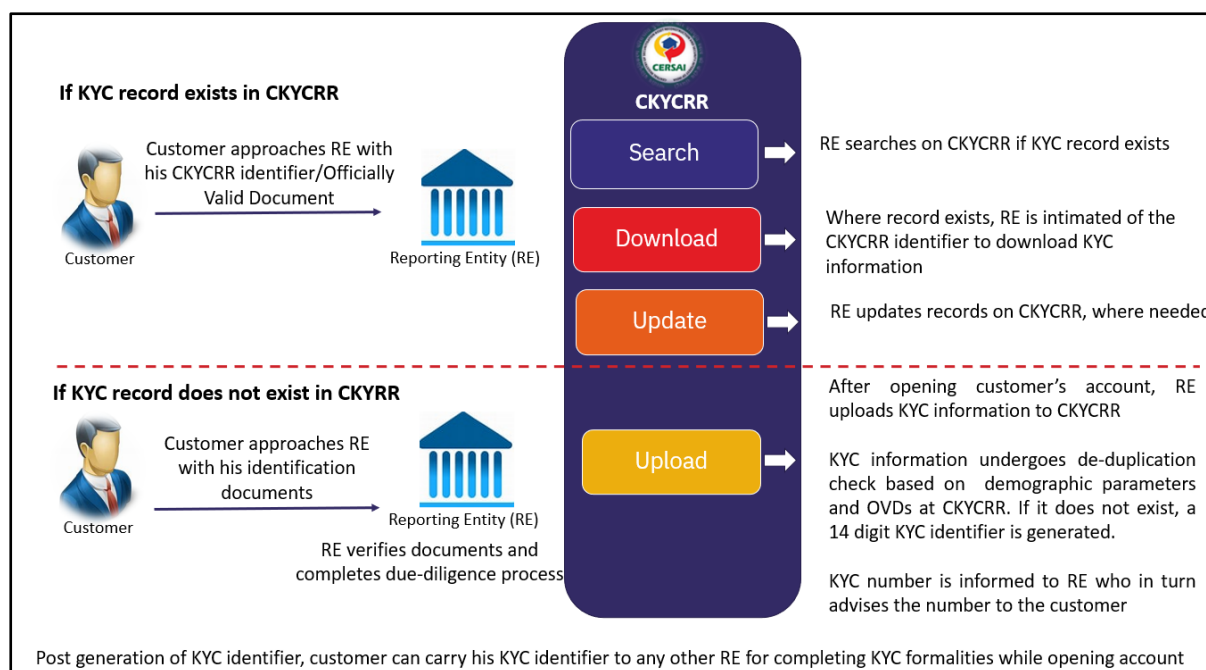 If KYC record exists in CKYCRR
Customer approaches RE with
his CKYCRR identifier/Officially
Valid Document
Customer
Reporting Entity (RE)
CERSAI
CKYCRR
Search
RE searches on CKYCRR if KYC record exists
Download
Where record exists, RE is intimated of the
CKYCRR identifier to download KYC
information
Update
RE updates records on CKYCRR, where needed
If KYC record does not exist in CKYRR
Customer approaches RE
with his identification
documents
Customer
Reporting Entity (RE)
RE verifies documents and
completes due-diligence process
Upload
After opening customer’s account, RE
uploads KYC information to CKYCRR
KYC information undergoes de-duplication
check based on demographic parameters
and OVDs at CKYCRR. If it does not exist, a
14 digit KYC identifier is generated.
KYC number is informed to RE who in turn
advises the number to the customer
Post generation of KYC identifier, customer can carry his KYC identifier to any other RE for completing KYC formalities while opening account